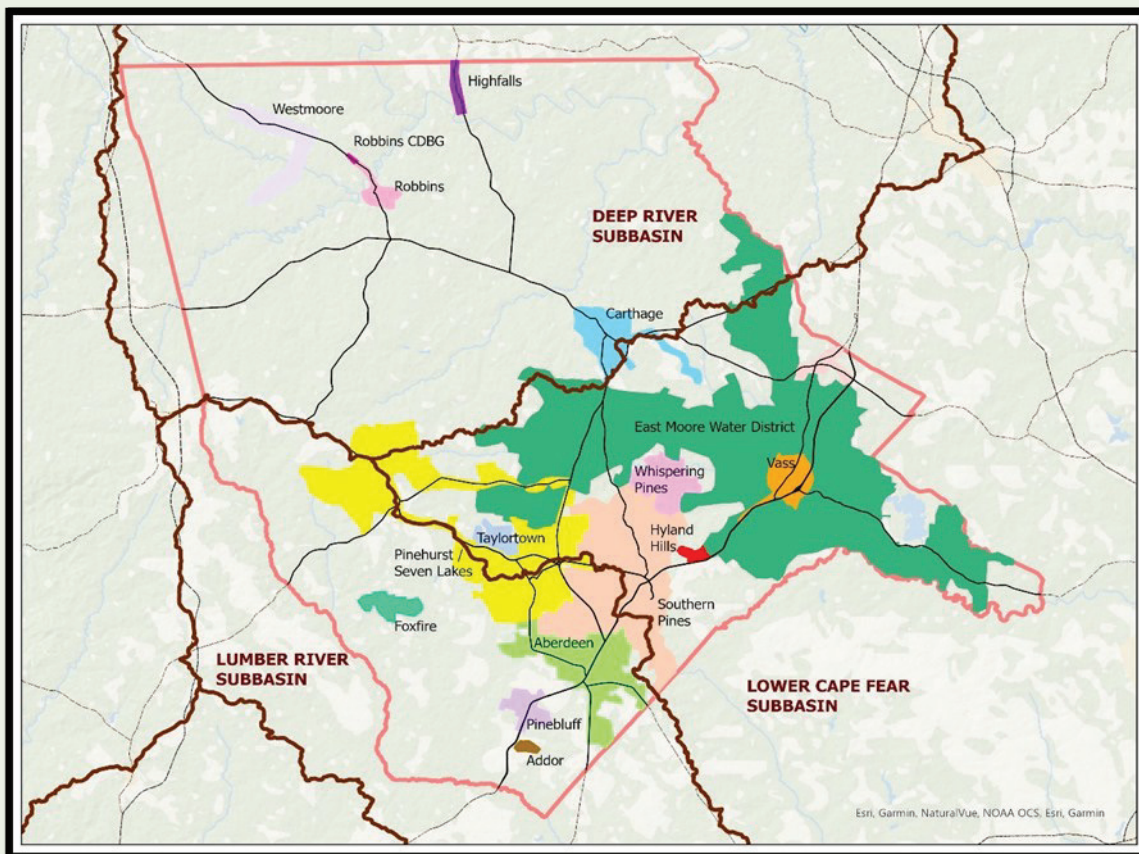 Highfalls
Westmoore
Robbins CDBG
Robbins
DEEP RIVER
SUBBASIN
Carthage
East Moore Water District
Vass
Whispering
Pines
Taylortown
Hyland
Hills
Pinehurst /
Seven Lakes
Foxfire
Southern
Pines
Aberdeen
LUMBER RIVER
SUBBASIN
LOWER CAPE FEAR
SUBBASIN
Pinebluff
Addor
Esri, Garmin, NaturalVue, NOAA OCS, Esri, Garmin